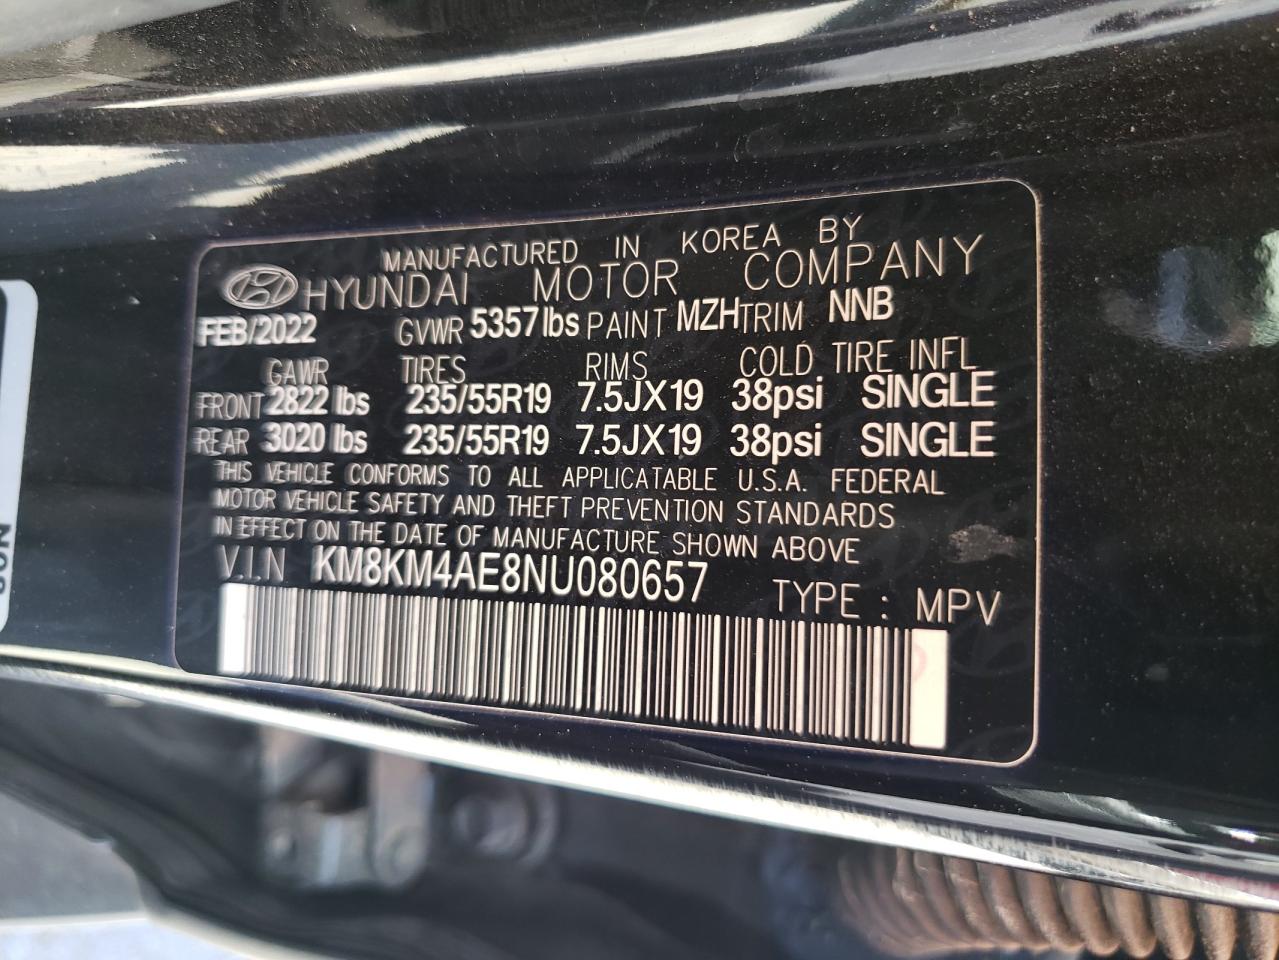 MANUFACTURED IN KOREA BY
HYUNDAI MOTOR COMPANY
FEB/2022 GVWR 5357lbs PAINT MZH TRIM NNB
GAWR TIRES RIMS COLD TIRE INFL
FRONT 2822 lbs 235/55R19 7.5JX19 38psi SINGLE
REAR 3020 lbs 235/55R19 7.5JX19 38psi SINGLE
THIS VEHICLE CONFORMS TO ALL APPLICATABLE U.S.A. FEDERAL
MOTOR VEHICLE SAFETY AND THEFT PREVENTION STANDARDS
IN EFFECT ON THE DATE OF MANUFACTURE SHOWN ABOVE
V.I.N KM8KM4AE8NU080657 TYPE : MPV